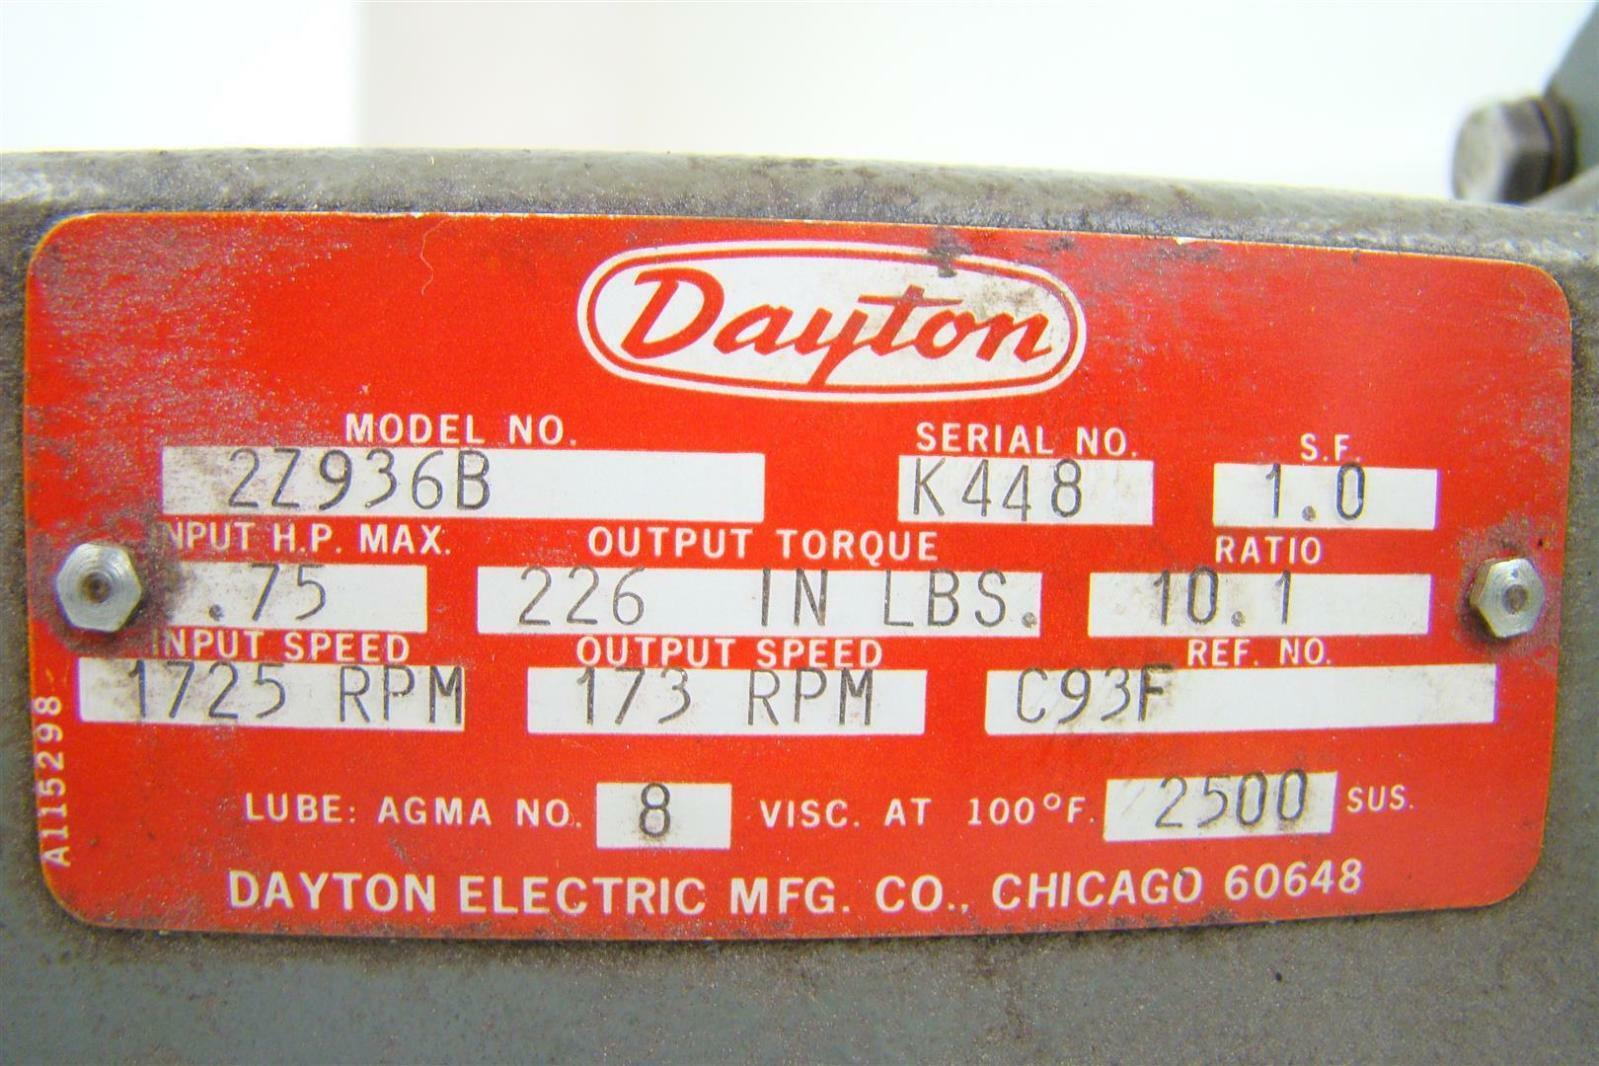 Dayton
MODEL NO. SERIAL NO. S.F.
2Z936B K448 1.0
INPUT H.P. MAX. OUTPUT TORQUE RATIO
.75 226 IN LBS. 10.1
INPUT SPEED OUTPUT SPEED REF. NO.
1725 RPM 173 RPM C93F
LUBE: AGMA NO. 8 VISC. AT 100°F. 2500 SUS.
DAYTON ELECTRIC MFG. CO., CHICAGO 60648
A115298